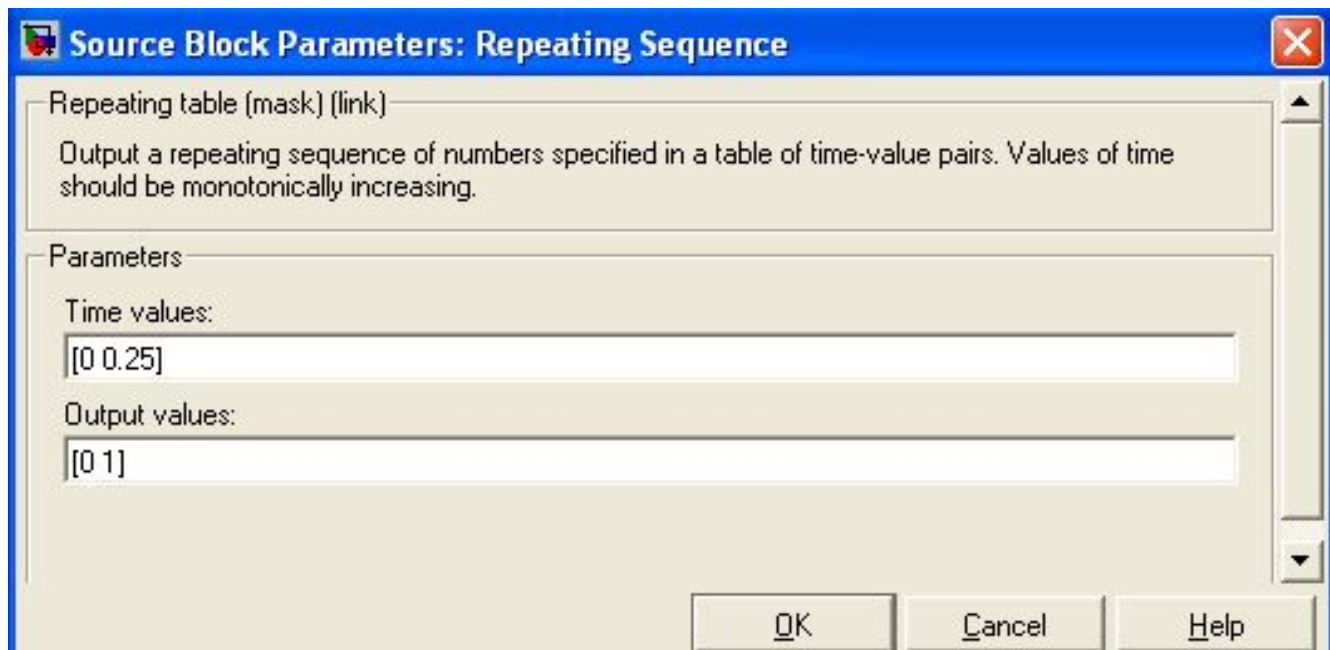 Source Block Parameters: Repeating Sequence
Repeating table (mask) (link)
Output a repeating sequence of numbers specified in a table of time-value pairs. Values of time
should be monotonically increasing.
Parameters
Time values:
[0 0.25]
Output values:
[0 1]
OK
Cancel
Help